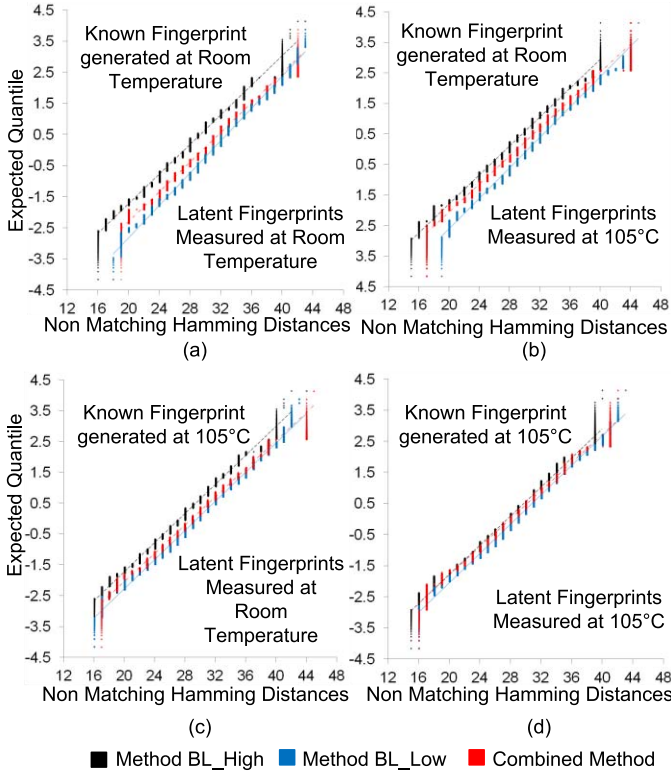 4.5
3.5
2.5
1.5
0.5
-0.5
-1.5
-2.5
-3.5
-4.5
Expected Quantile
Known Fingerprint
generated at Room
Temperature
Latent Fingerprints
Measured at Room
Temperature
12 16 20 24 28 32 36 40 44 48
Non Matching Hamming Distances
(a)
4.5
3.5
2.5
1.5
0.5
-0.5
-1.5
-2.5
-3.5
-4.5
Known Fingerprint
generated at Room
Temperature
Latent Fingerprints
Measured at 105°C
12 16 20 24 28 32 36 40 44 48
Non Matching Hamming Distances
(b)
4.5
3.5
2.5
1.5
0.5
-0.5
-1.5
-2.5
-3.5
-4.5
Expected Quantile
Known Fingerprint
generated at 105°C
Latent Fingerprints
Measured at
Room
Temperature
12 16 20 24 28 32 36 40 44 48
Non Matching Hamming Distances
(c)
4.5
3.5
2.5
1.5
0.5
-0.5
-1.5
-2.5
-3.5
-4.5
Known Fingerprint
generated at 105°C
Latent Fingerprints
Measured at 105°C
12 16 20 24 28 32 36 40 44 48
Non Matching Hamming Distances
(d)
Method BL_High Method BL_Low Combined Method